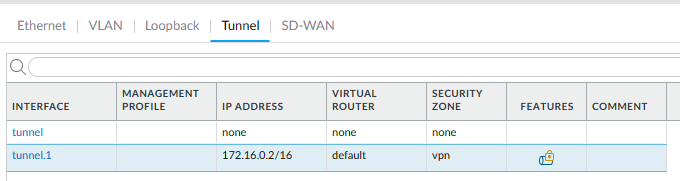 Ethernet VLAN Loopback Tunnel SD-WAN
INTERFACE MANAGEMENT PROFILE IP ADDRESS VIRTUAL ROUTER SECURITY ZONE FEATURES COMMENT
tunnel none none none
tunnel.1 172.16.0.2/16 default vpn